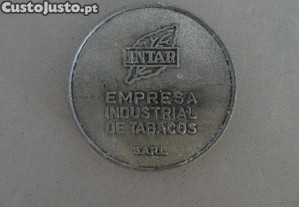 CustoJusto.pt
INTAR
EMPRESA
INDUSTRIAL
DE TABACOS
SARL